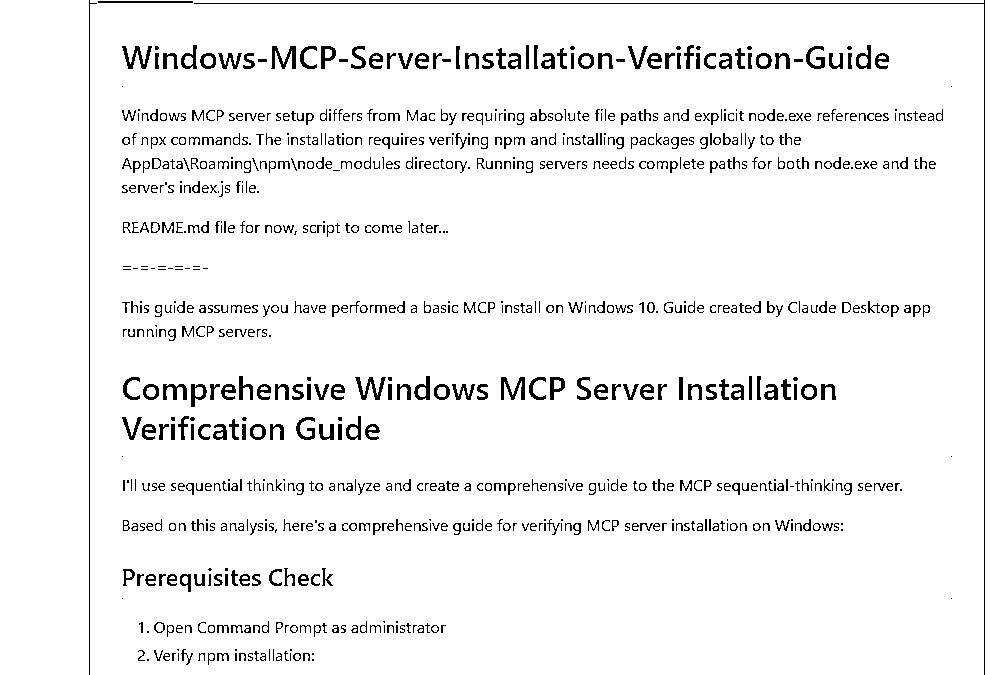 Windows-MCP-Server-Installation-Verification-Guide
Windows MCP server setup differs from Mac by requiring absolute file paths and explicit node.exe references instead
of npx commands. The installation requires verifying npm and installing packages globally to the
AppData\Roaming\npm\node_modules directory. Running servers needs complete paths for both node.exe and the
server's index.js file.
README.md file for now, script to come later...
=-=-=-=-=-
This guide assumes you have performed a basic MCP install on Windows 10. Guide created by Claude Desktop app
running MCP servers.
Comprehensive Windows MCP Server Installation
Verification Guide
I'll use sequential thinking to analyze and create a comprehensive guide to the MCP sequential-thinking server.
Based on this analysis, here's a comprehensive guide for verifying MCP server installation on Windows:
Prerequisites Check
1. Open Command Prompt as administrator
2. Verify npm installation: